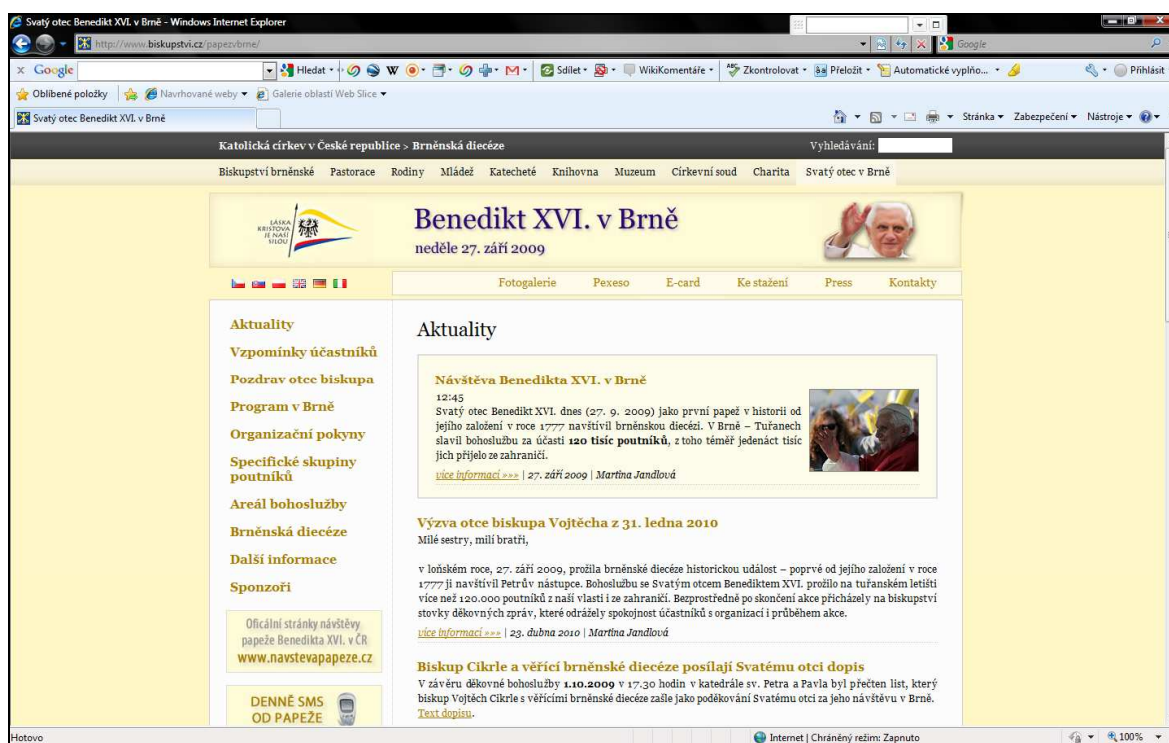 Svatý otec Benedikt XVI. v Brně - Windows Internet Explorer
http://www.biskupstvi.cz/papezvbrne/
Google
x Google
Hledat
Sdílet
WikiKomentáře
Zkontrolovat
Přeložit
Automatické vyplňo...
Přihlásit
Oblíbené položky
Navrhované weby
Galerie oblastí Web Slice
Svatý otec Benedikt XVI. v Brně
Stránka
Zabezpečení
Nástroje
Katolická církev v České republice > Brněnská diecéze
Vyhledávání:
Biskupství brněnské Pastorace Rodiny Mládež Katecheté Knihovna Muzeum Církevní soud Charita Svatý otec v Brně
LÁSKA
KRISTOVA
JE NAŠÍ
SILOU
Benedikt XVI. v Brně
neděle 27. září 2009
Fotogalerie Pexeso E-card Ke stažení Press Kontakty
Aktuality
Vzpomínky účastníků
Pozdrav otce biskupa
Program v Brně
Organizační pokyny
Specifické skupiny
poutníků
Areál bohoslužby
Brněnská diecéze
Další informace
Sponzoři
Oficální stránky návštěvy
papeže Benedikta XVI. v ČR
www.navstevapapeze.cz
DENNĚ SMS
OD PAPEŽE
Aktuality
Návštěva Benedikta XVI. v Brně
12:45
Svatý otec Benedikt XVI. dnes (27. 9. 2009) jako první papež v historii od
jejího založení v roce 1777 navštívil brněnskou diecézi. V Brně – Tuřanech
slavil bohoslužbu za účasti 120 tisíc poutníků, z toho téměř jedenáct tisíc
jich přijelo ze zahraničí.
více informací »»» | 27. září 2009 | Martina Jandlová
Výzva otce biskupa Vojtěcha z 31. ledna 2010
Milé sestry, milí bratři,
v loňském roce, 27. září 2009, prožila brněnské diecéze historickou událost – poprvé od jejího založení v roce
1777 ji navštívil Petrův nástupce. Bohoslužbu se Svatým otcem Benediktem XVI. prožilo na tuřanském letišti
více než 120.000 poutníků z naší vlasti i ze zahraničí. Bezprostředně po skončení akce přicházely na biskupství
stovky děkovných zpráv, které odrážely spokojnost účastníků s organizací i průběhem akce.
více informací »»» | 23. dubna 2010 | Martina Jandlová
Biskup Cikrle a věřící brněnské diecéze posílají Svatému otci dopis
V závěru děkovné bohoslužby 1.10.2009 v 17.30 hodin v katedrále sv. Petra a Pavla byl přečten list, který
biskup Vojtěch Cikrle s věřícími brněnské diecéze zašle jako poděkování Svatému otci za jeho návštěvu v Brně.
Text dopisu.
Hotovo
Internet | Chráněný režim: Zapnuto
100%